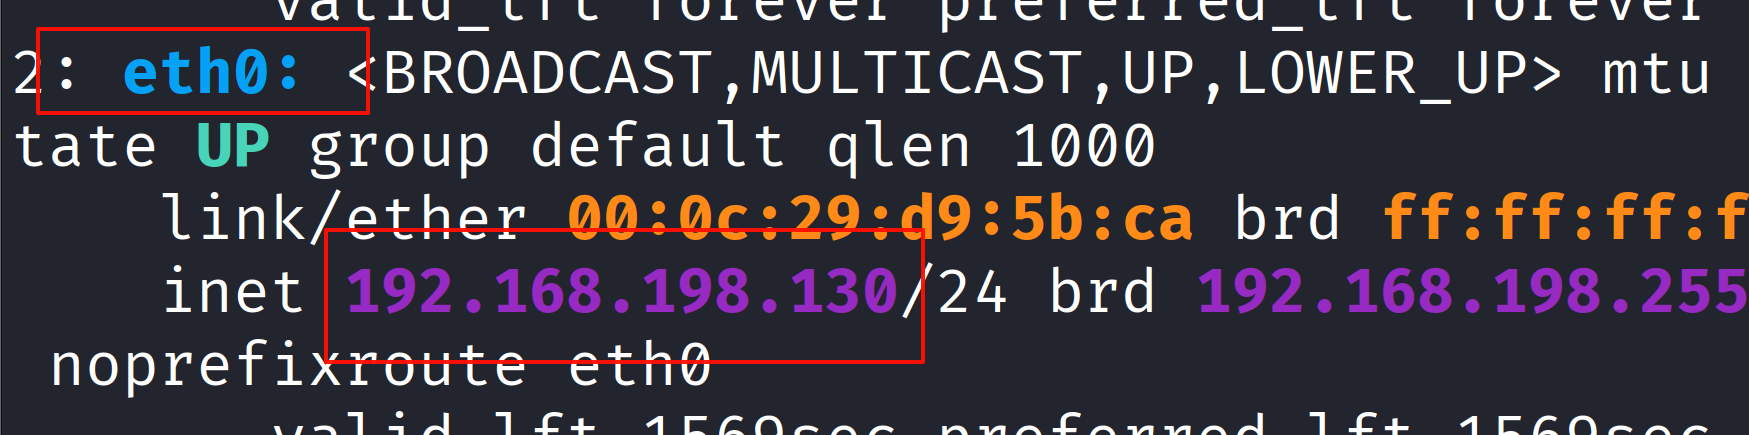 valid_lft forever preferred_lft forever
2: eth0: <BROADCAST,MULTICAST,UP,LOWER_UP> mtu
tate UP group default qlen 1000
link/ether 00:0c:29:d9:5b:ca brd ff:ff:ff:f
inet 192.168.198.130/24 brd 192.168.198.255
noprefixroute eth0
valid_lft 1569sec preferred_lft 1569sec